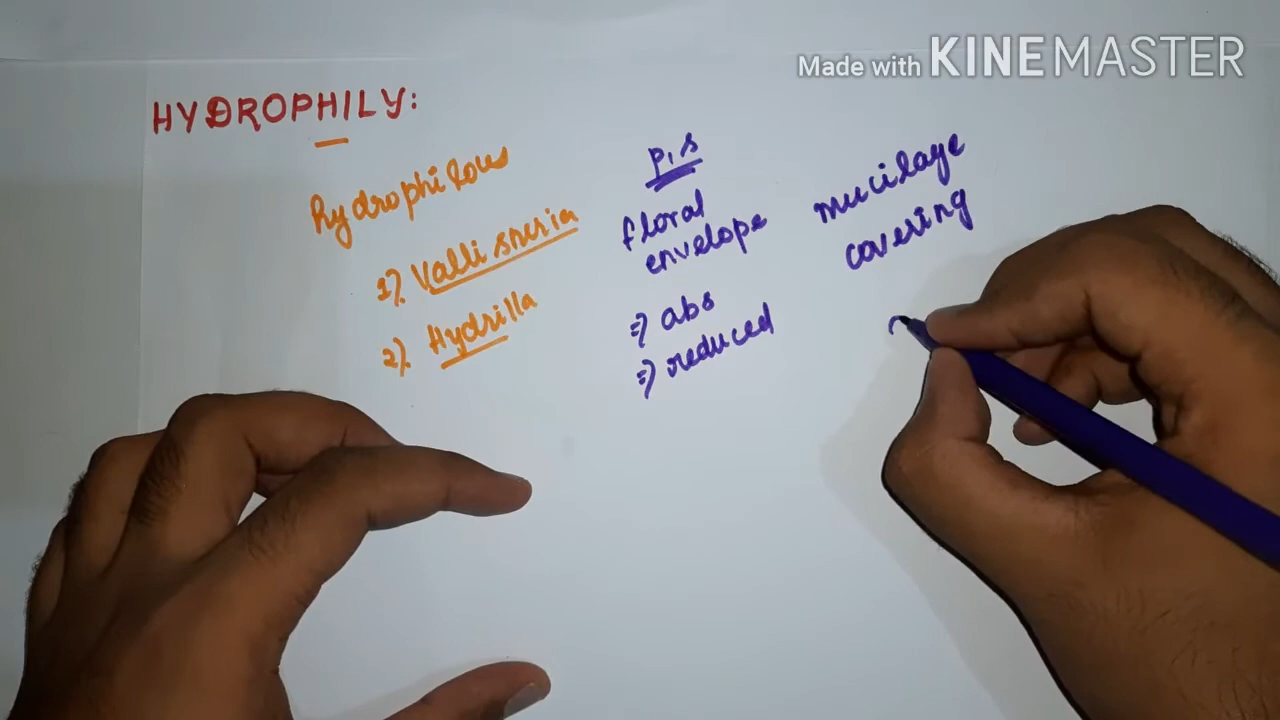 Made with KINEMASTER
HYDROPHILY:
Hydrophilous
1). Vallisneria
2). Hydrilla
P, S
floral
envelope
=) abs
=) reduced
mucilage
covering